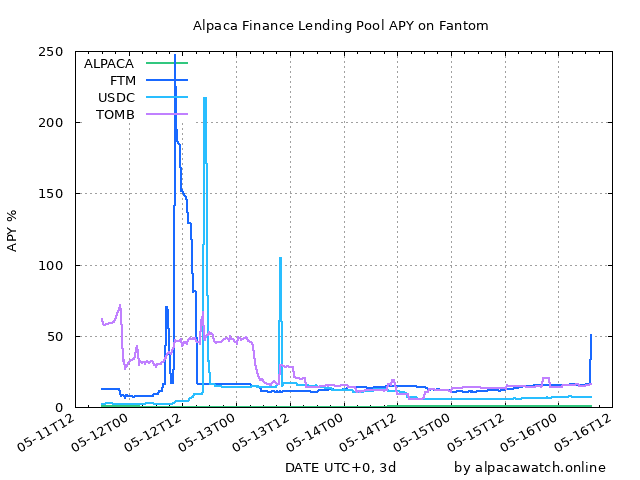 Alpaca Finance Lending Pool APY on Fantom
ALPACA
FTM
USDC
TOMB
APY %
250
200
150
100
50
0
05-11T12
05-12T00
05-12T12
05-13T00
05-13T12
05-14T00
05-14T12
05-15T00
05-15T12
05-16T00
05-16T12
DATE UTC+0, 3d
by alpacawatch.online